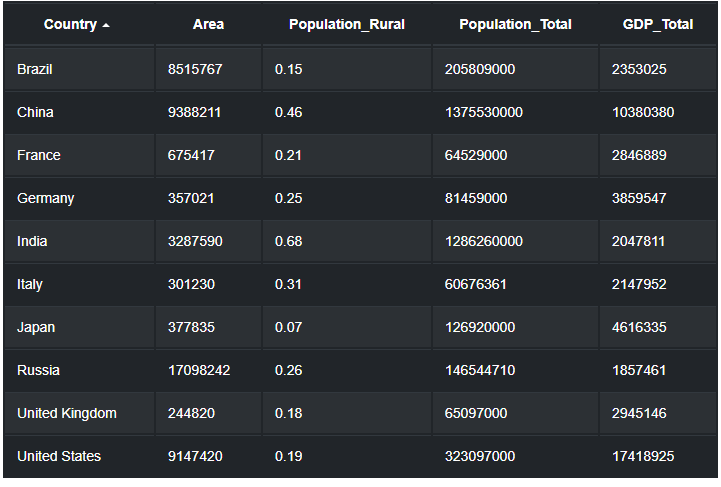 Country Area Population_Rural Population_Total GDP_Total
Brazil 8515767 0.15 205809000 2353025
China 9388211 0.46 1375530000 10380380
France 675417 0.21 64529000 2846889
Germany 357021 0.25 81459000 3859547
India 3287590 0.68 1286260000 2047811
Italy 301230 0.31 60676361 2147952
Japan 377835 0.07 126920000 4616335
Russia 17098242 0.26 146544710 1857461
United Kingdom 244820 0.18 65097000 2945146
United States 9147420 0.19 323097000 17418925